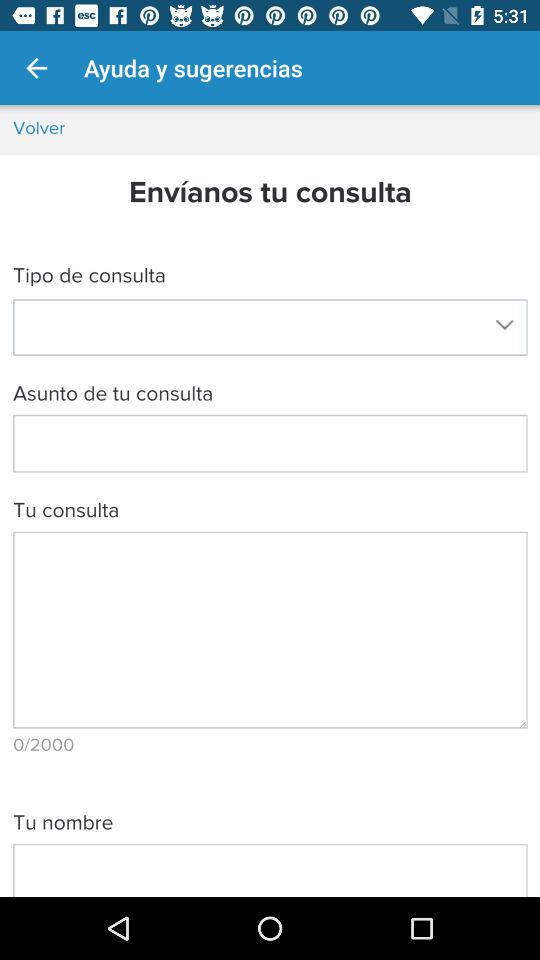 esc 5:31
Ayuda y sugerencias
Volver
Envíanos tu consulta
Tipo de consulta
Asunto de tu consulta
Tu consulta
0/2000
Tu nombre